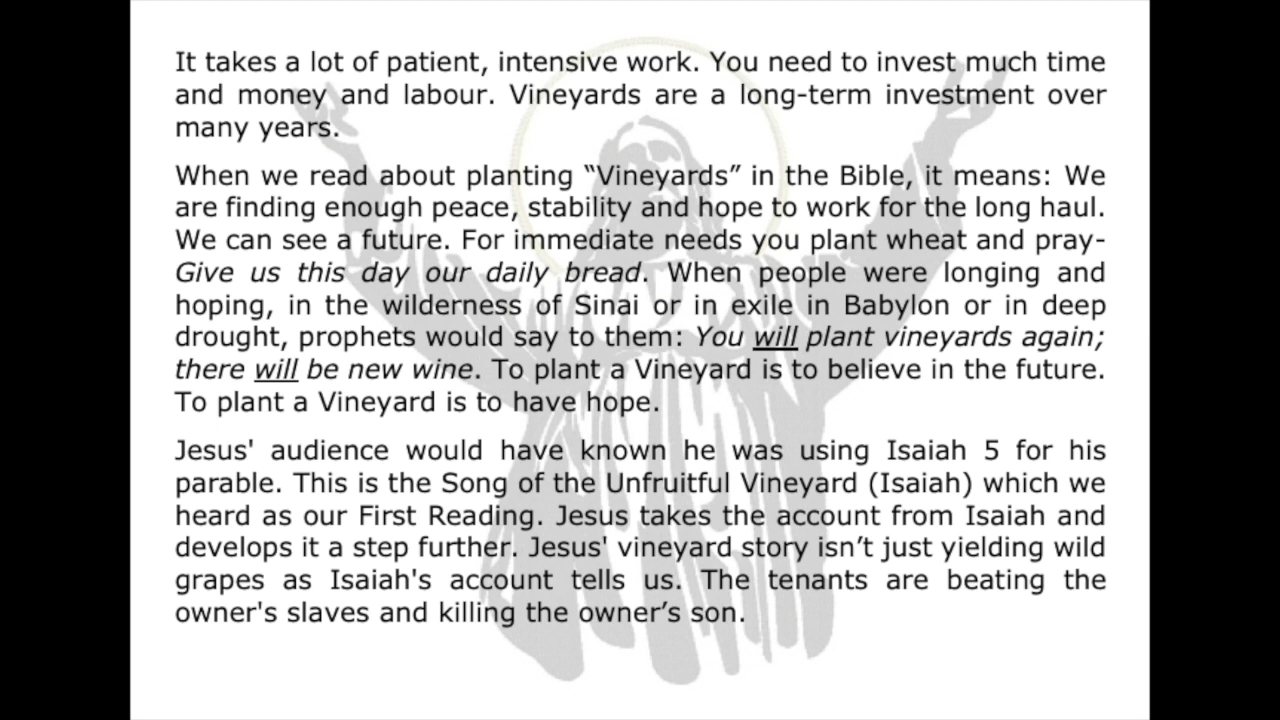 It takes a lot of patient, intensive work. You need to invest much time
and money and labour. Vineyards are a long-term investment over
many years.
When we read about planting “Vineyards” in the Bible, it means: We
are finding enough peace, stability and hope to work for the long haul.
We can see a future. For immediate needs you plant wheat and pray-
Give us this day our daily bread. When people were longing and
hoping, in the wilderness of Sinai or in exile in Babylon or in deep
drought, prophets would say to them: You will plant vineyards again;
there will be new wine. To plant a Vineyard is to believe in the future.
To plant a Vineyard is to have hope.
Jesus' audience would have known he was using Isaiah 5 for his
parable. This is the Song of the Unfruitful Vineyard (Isaiah) which we
heard as our First Reading. Jesus takes the account from Isaiah and
develops it a step further. Jesus' vineyard story isn’t just yielding wild
grapes as Isaiah's account tells us. The tenants are beating the
owner's slaves and killing the owner’s son.